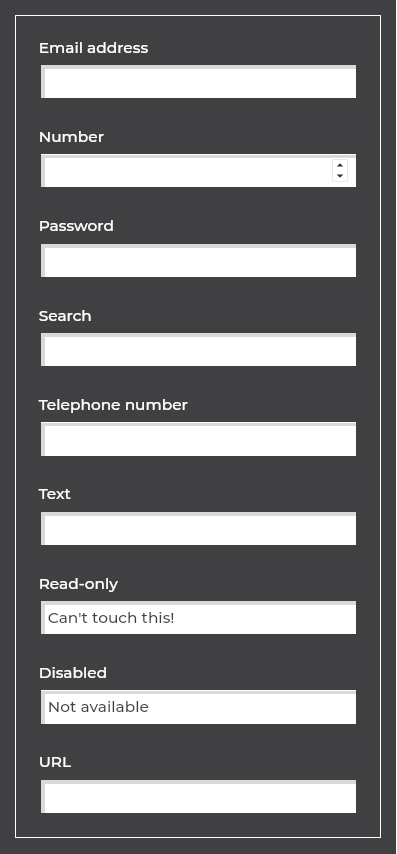 Email address
Number
Password
Search
Telephone number
Text
Read-only
Can't touch this!
Disabled
Not available
URL